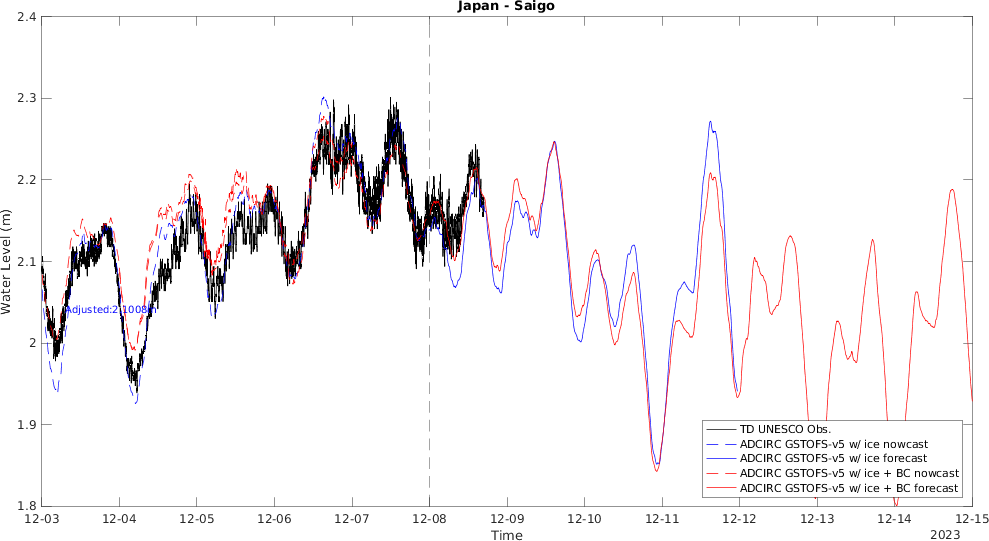 Japan - Saigo
Water Level (m)
2.4
2.3
2.2
2.1
2
1.9
1.8
Adjusted:2.1008
TD UNESCO Obs.
ADCIRC GSTOFS-v5 w/ ice nowcast
ADCIRC GSTOFS-v5 w/ ice forecast
ADCIRC GSTOFS-v5 w/ ice + BC nowcast
ADCIRC GSTOFS-v5 w/ ice + BC forecast
12-03 12-04 12-05 12-06 12-07 12-08 12-09 12-10 12-11 12-12 12-13 12-14 12-15
Time
2023